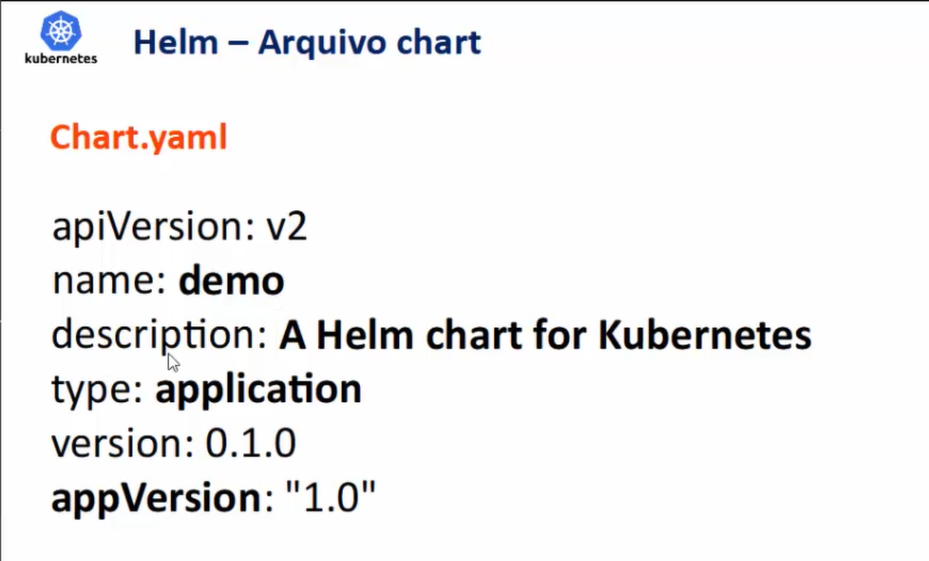 kubernetes
Helm – Arquivo chart
Chart.yaml
apiVersion: v2
name: demo
description: A Helm chart for Kubernetes
type: application
version: 0.1.0
appVersion: "1.0"